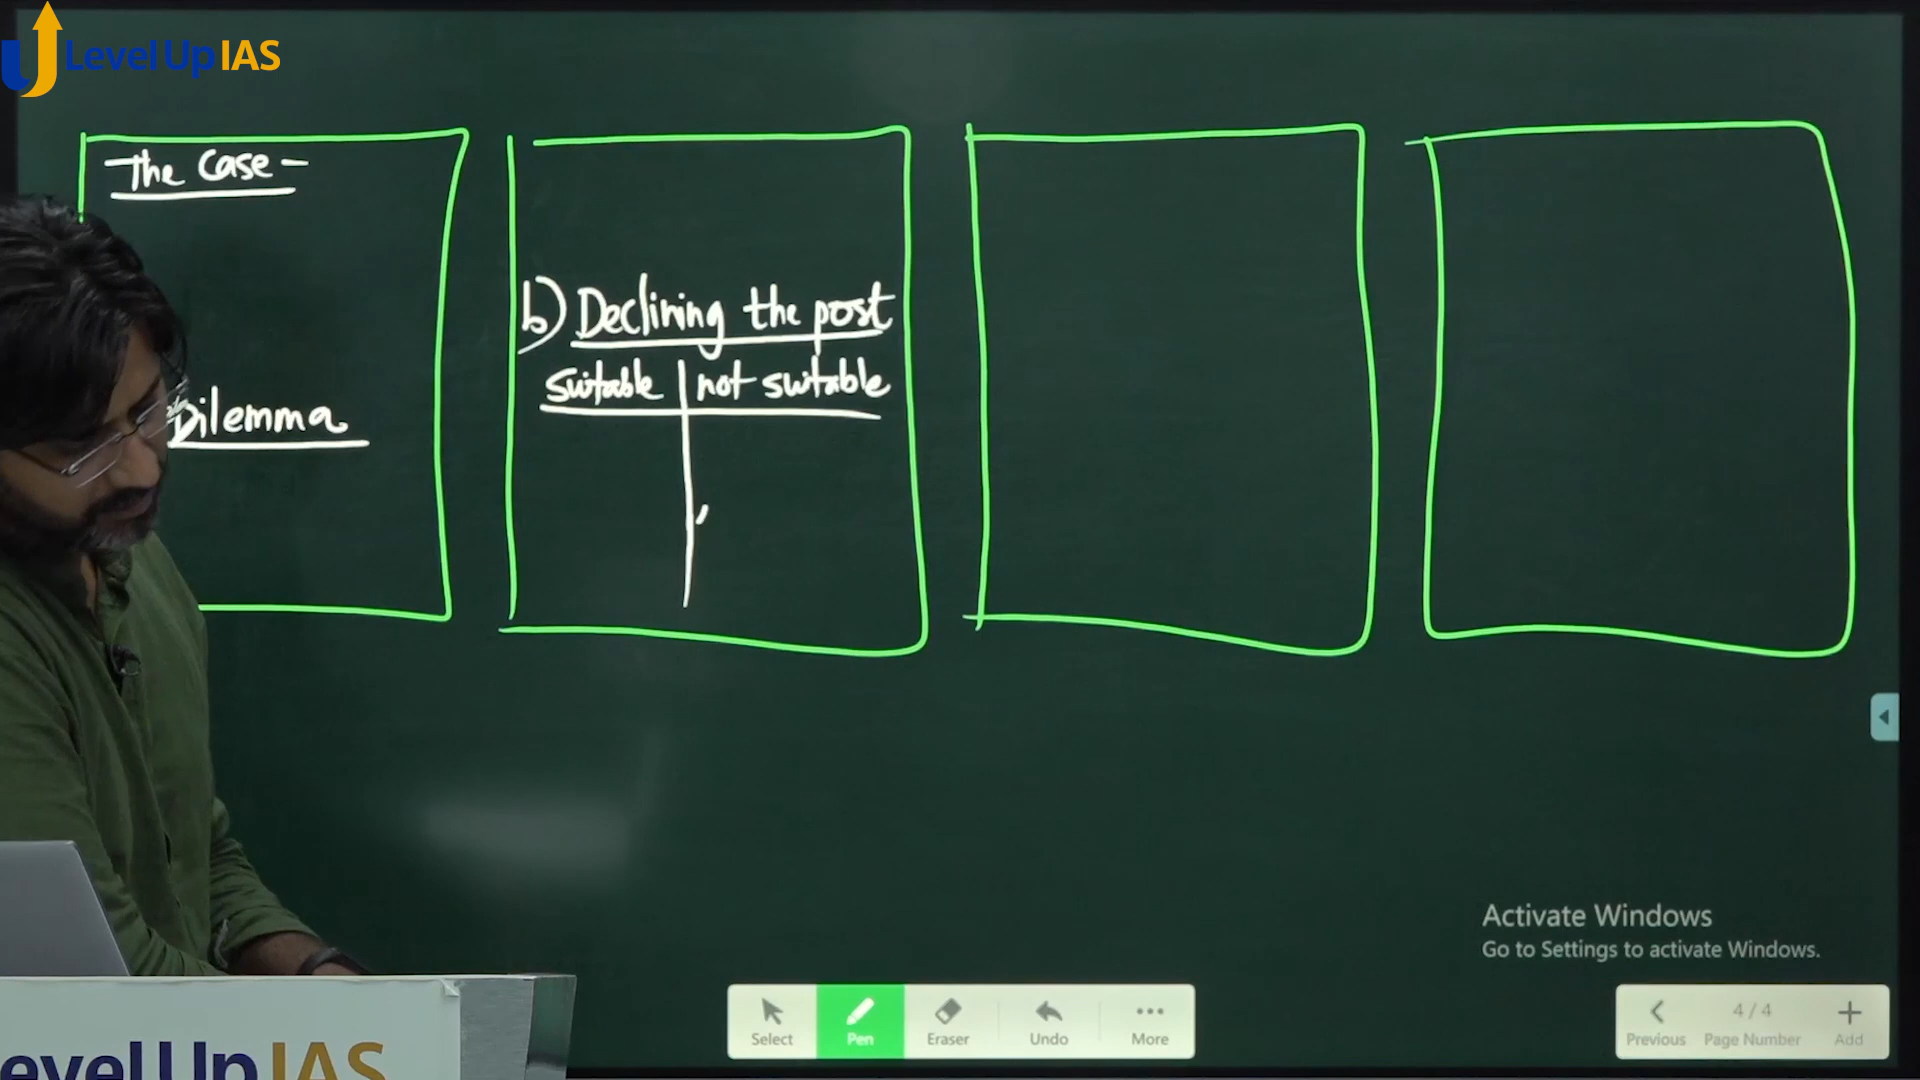 Level Up IAS
The Case -
Dilemma
b) Declining the post
suitable | not suitable
Activate Windows
Go to Settings to activate Windows.
Select
Pen
Eraser
Undo
More
Previous
4 / 4
Page Number
Add
evel Up IAS